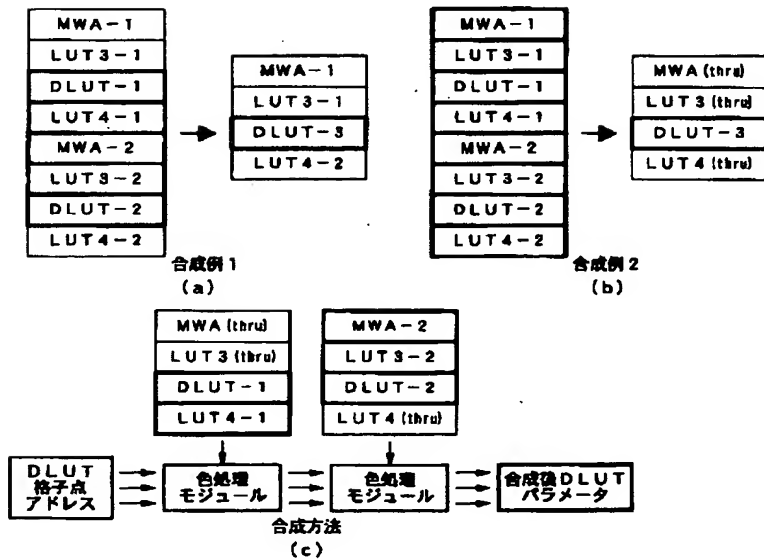 MWA-1
LUT3-1
DLUT-1
LUT4-1
MWA-2
LUT3-2
DLUT-2
LUT4-2
MWA-1
LUT3-1
DLUT-3
LUT4-2
合成例1
(a)
MWA-1
LUT3-1
DLUT-1
LUT4-1
MWA-2
LUT3-2
DLUT-2
LUT4-2
MWA(thru)
LUT3(thru)
DLUT-3
LUT4(thru)
合成例2
(b)
MWA(thru)
LUT3(thru)
DLUT-1
LUT4-1
MWA-2
LUT3-2
DLUT-2
LUT4(thru)
DLUT
格子点
アドレス
色処理
モジュール
色処理
モジュール
合成後DLUT
パラメータ
合成方法
(c)